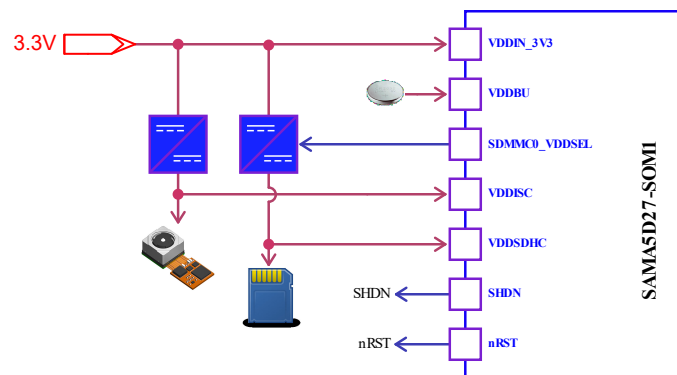 3.3V
VDDIN_3V3
VDDBU
SDMMC0_VDDSEL
VDDISC
VDDSDHC
SHDN
SHDN
nRST
nRST
SAMA5D27-SOM1